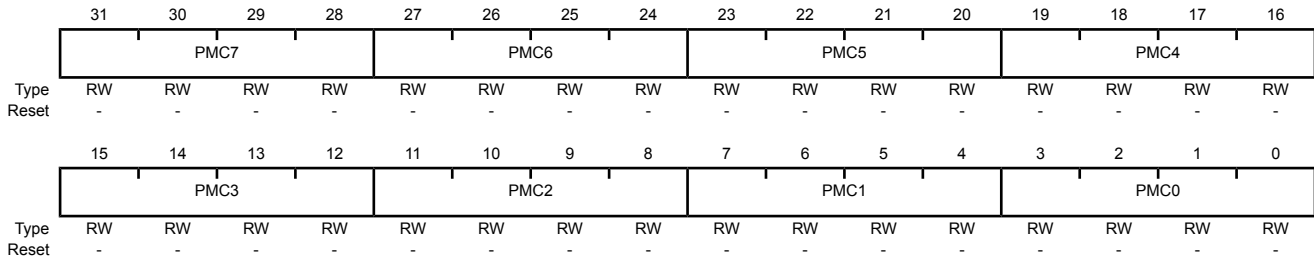 31 30 29 28 27 26 25 24 23 22 21 20 19 18 17 16
PMC7 PMC6 PMC5 PMC4
Type RW RW RW RW RW RW RW RW RW RW RW RW RW RW RW RW
Reset - - - - - - - - - - - - - - - -
15 14 13 12 11 10 9 8 7 6 5 4 3 2 1 0
PMC3 PMC2 PMC1 PMC0
Type RW RW RW RW RW RW RW RW RW RW RW RW RW RW RW RW
Reset - - - - - - - - - - - - - - - -